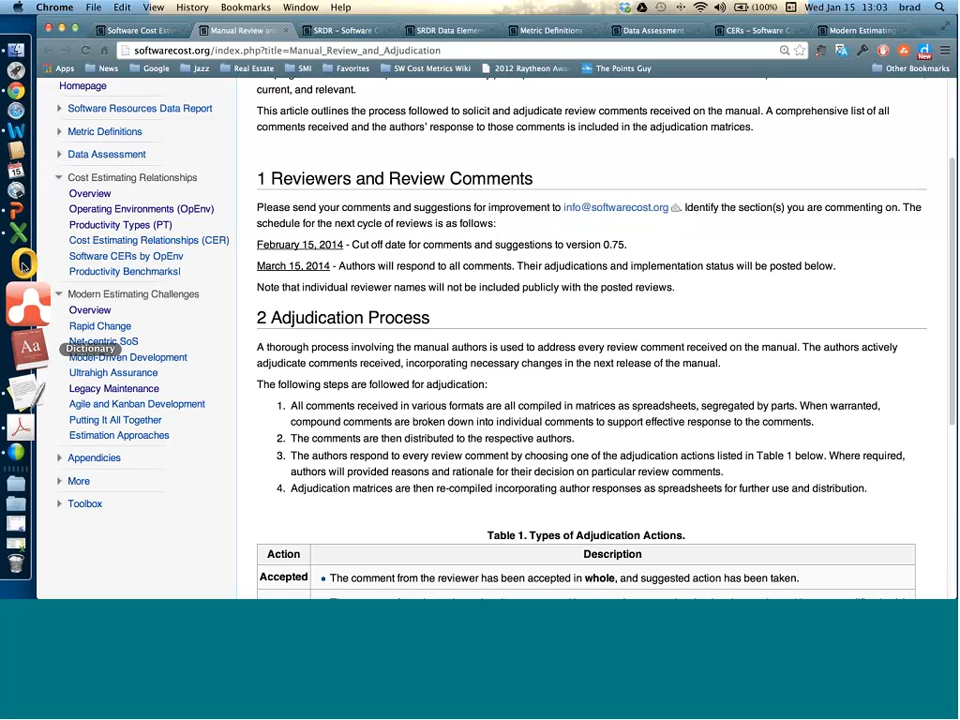 Chrome File Edit View History Bookmarks Window Help (100%) Wed Jan 15 13:03 brad
Software Cost Est Manual Review an SRDR - Software C SRDR Data Elem Metric Definitions Data Assessment CERs - Software C Modern Estimating
softwarecost.org/index.php?title=Manual_Review_and_Adjudication
Apps News Google Jazz Real Estate SMI Favorites SW Cost Metrics Wiki 2012 Raytheon Aw The Points Guy Other Bookmarks
Homepage
Software Resources Data Report
Metric Definitions
Data Assessment
Cost Estimating Relationships
Overview
Operating Environments (OpEnv)
Productivity Types (PT)
Cost Estimating Relationships (CER)
Software CERs by OpEnv
Productivity Benchmarks!
Modern Estimating Challenges
Overview
Rapid Change
Net-centric SoS
Dictionary
Model-Driven Development
Ultrahigh Assurance
Legacy Maintenance
Agile and Kanban Development
Putting It All Together
Estimation Approaches
Appendicies
More
Toolbox
current, and relevant.
This article outlines the process followed to solicit and adjudicate review comments received on the manual. A comprehensive list of all
comments received and the authors' response to those comments is included in the adjudication matrices.
1 Reviewers and Review Comments
Please send your comments and suggestions for improvement to info@softwarecost.org. Identify the section(s) you are commenting on. The
schedule for the next cycle of reviews is as follows:
February 15, 2014 - Cut off date for comments and suggestions to version 0.75.
March 15, 2014 - Authors will respond to all comments. Their adjudications and implementation status will be posted below.
Note that individual reviewer names will not be included publicly with the posted reviews.
2 Adjudication Process
A thorough process involving the manual authors is used to address every review comment received on the manual. The authors actively
adjudicate comments received, incorporating necessary changes in the next release of the manual.
The following steps are followed for adjudication:
1. All comments received in various formats are all compiled in matrices as spreadsheets, segregated by parts. When warranted,
compound comments are broken down into individual comments to support effective response to the comments.
2. The comments are then distributed to the respective authors.
3. The authors respond to every review comment by choosing one of the adjudication actions listed in Table 1 below. Where required,
authors will provided reasons and rationale for their decision on particular review comments.
4. Adjudication matrices are then re-compiled incorporating author responses as spreadsheets for further use and distribution.
Table 1. Types of Adjudication Actions.
Action Description
Accepted • The comment from the reviewer has been accepted in whole, and suggested action has been taken.